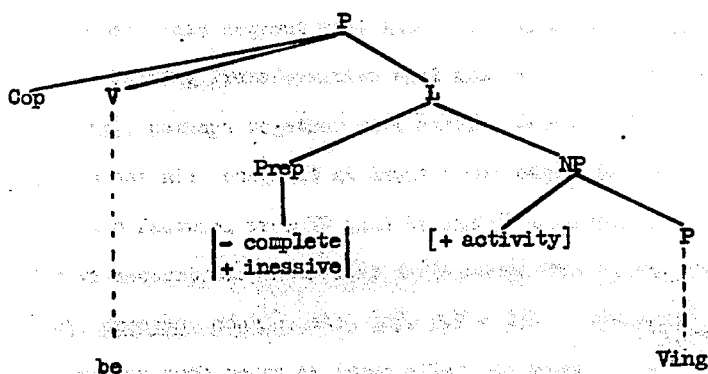 P
Cop V L
Prep NP
- complete [+ activity] P
+ inessive
be Ving